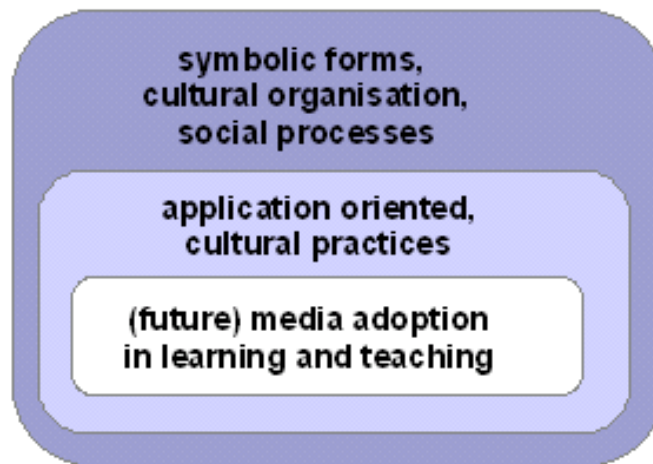 symbolic forms,
cultural organisation,
social processes
application oriented,
cultural practices
(future) media adoption
in learning and teaching